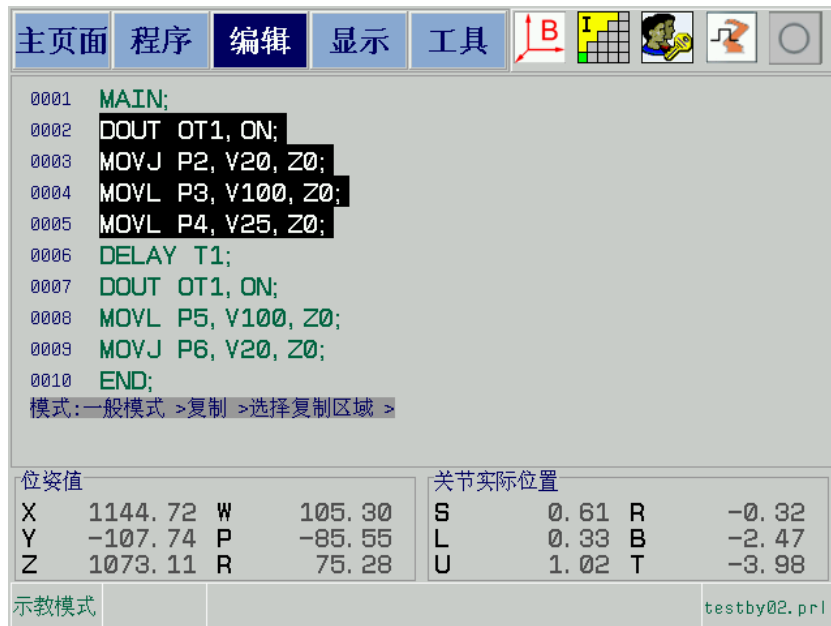 主页面 程序 编辑 显示 工具 B I
0001 MAIN;
0002 DOUT OT1, ON;
0003 MOVJ P2, V20, Z0;
0004 MOVL P3, V100, Z0;
0005 MOVL P4, V25, Z0;
0006 DELAY T1;
0007 DOUT OT1, ON;
0008 MOVL P5, V100, Z0;
0009 MOVJ P6, V20, Z0;
0010 END;
模式:一般模式 >复制 >选择复制区域 >
位姿值 关节实际位置
X 1144.72 W 105.30 S 0.61 R -0.32
Y -107.74 P -85.55 L 0.33 B -2.47
Z 1073.11 R 75.28 U 1.02 T -3.98
示教模式 testby02.prl